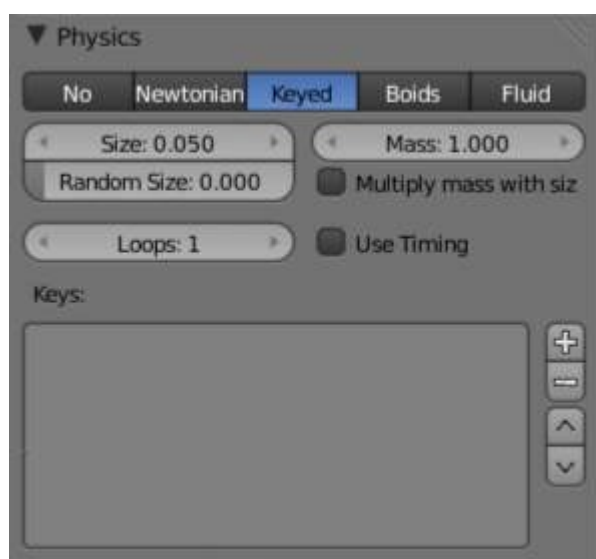 Physics
No Newtonian Keyed Boids Fluid
Size: 0.050 Mass: 1.000
Random Size: 0.000 Multiply mass with siz
Loops: 1 Use Timing
Keys: